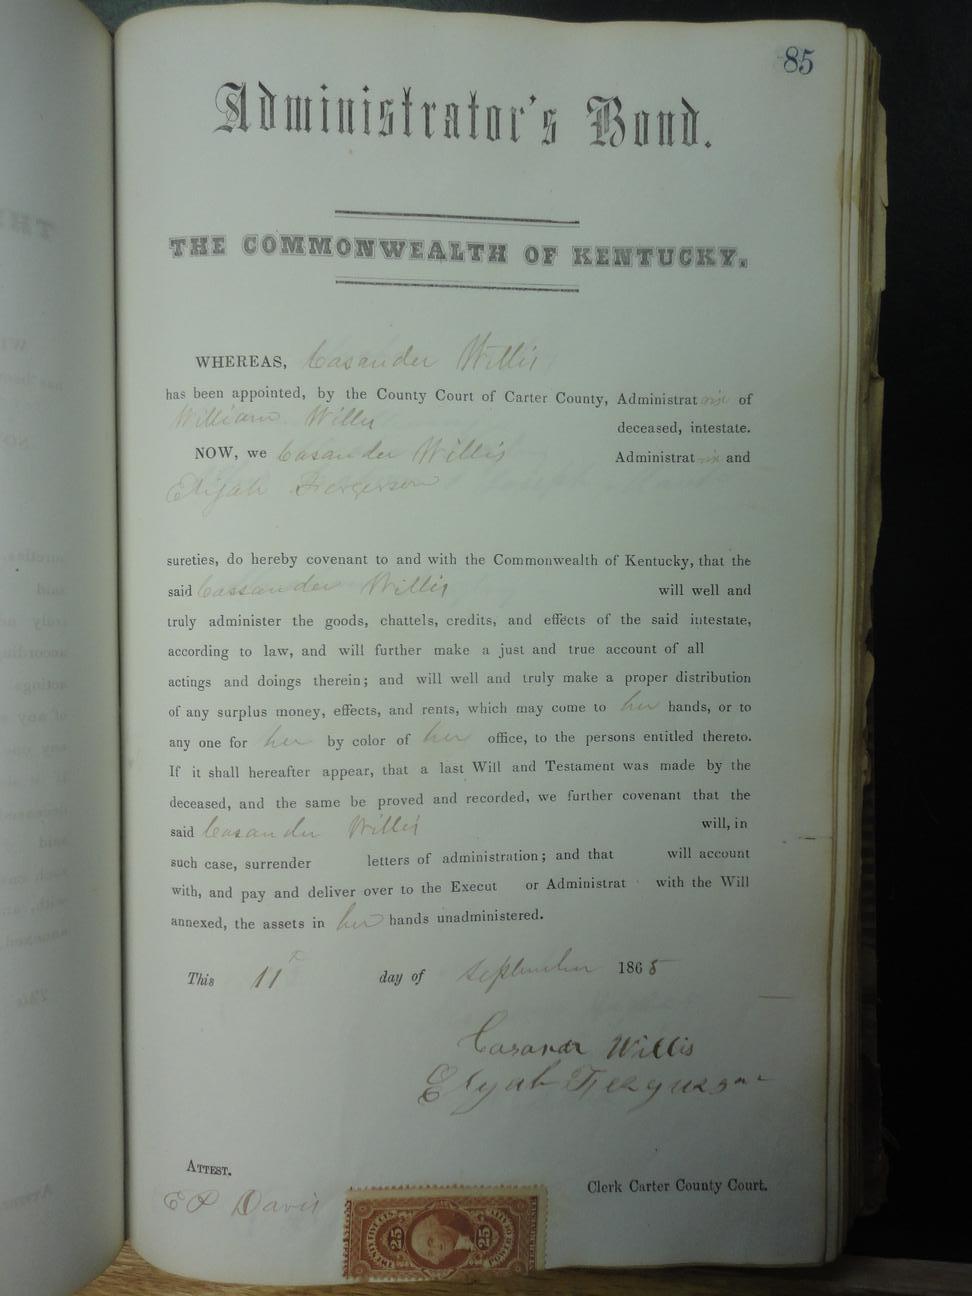 85
Administrator's Bond.
THE COMMONWEALTH OF KENTUCKY.
WHEREAS, Casander Willis
has been appointed, by the County Court of Carter County, Administratrix of
William Willis
deceased, intestate.
NOW, we Casander Willis Administratrix and
Elijah Fergerson
sureties, do hereby covenant to and with the Commonwealth of Kentucky, that the
said Cassander Willis will well and
truly administer the goods, chattels, credits, and effects of the said intestate,
according to law, and will further make a just and true account of all
actings and doings therein; and will well and truly make a proper distribution
of any surplus money, effects, and rents, which may come to her hands, or to
any one for her by color of her office, to the persons entitled thereto.
If it shall hereafter appear, that a last Will and Testament was made by the
deceased, and the same be proved and recorded, we further covenant that the
said Casander Willis will, in
such case, surrender letters of administration; and that will account
with, and pay and deliver over to the Execut or Administrat with the Will
annexed, the assets in her hands unadministered.
This 11th day of September 1865
Casandr Willis
Elijah Ferguson
ATTEST.
E P Davis Clerk Carter County Court.
25 25